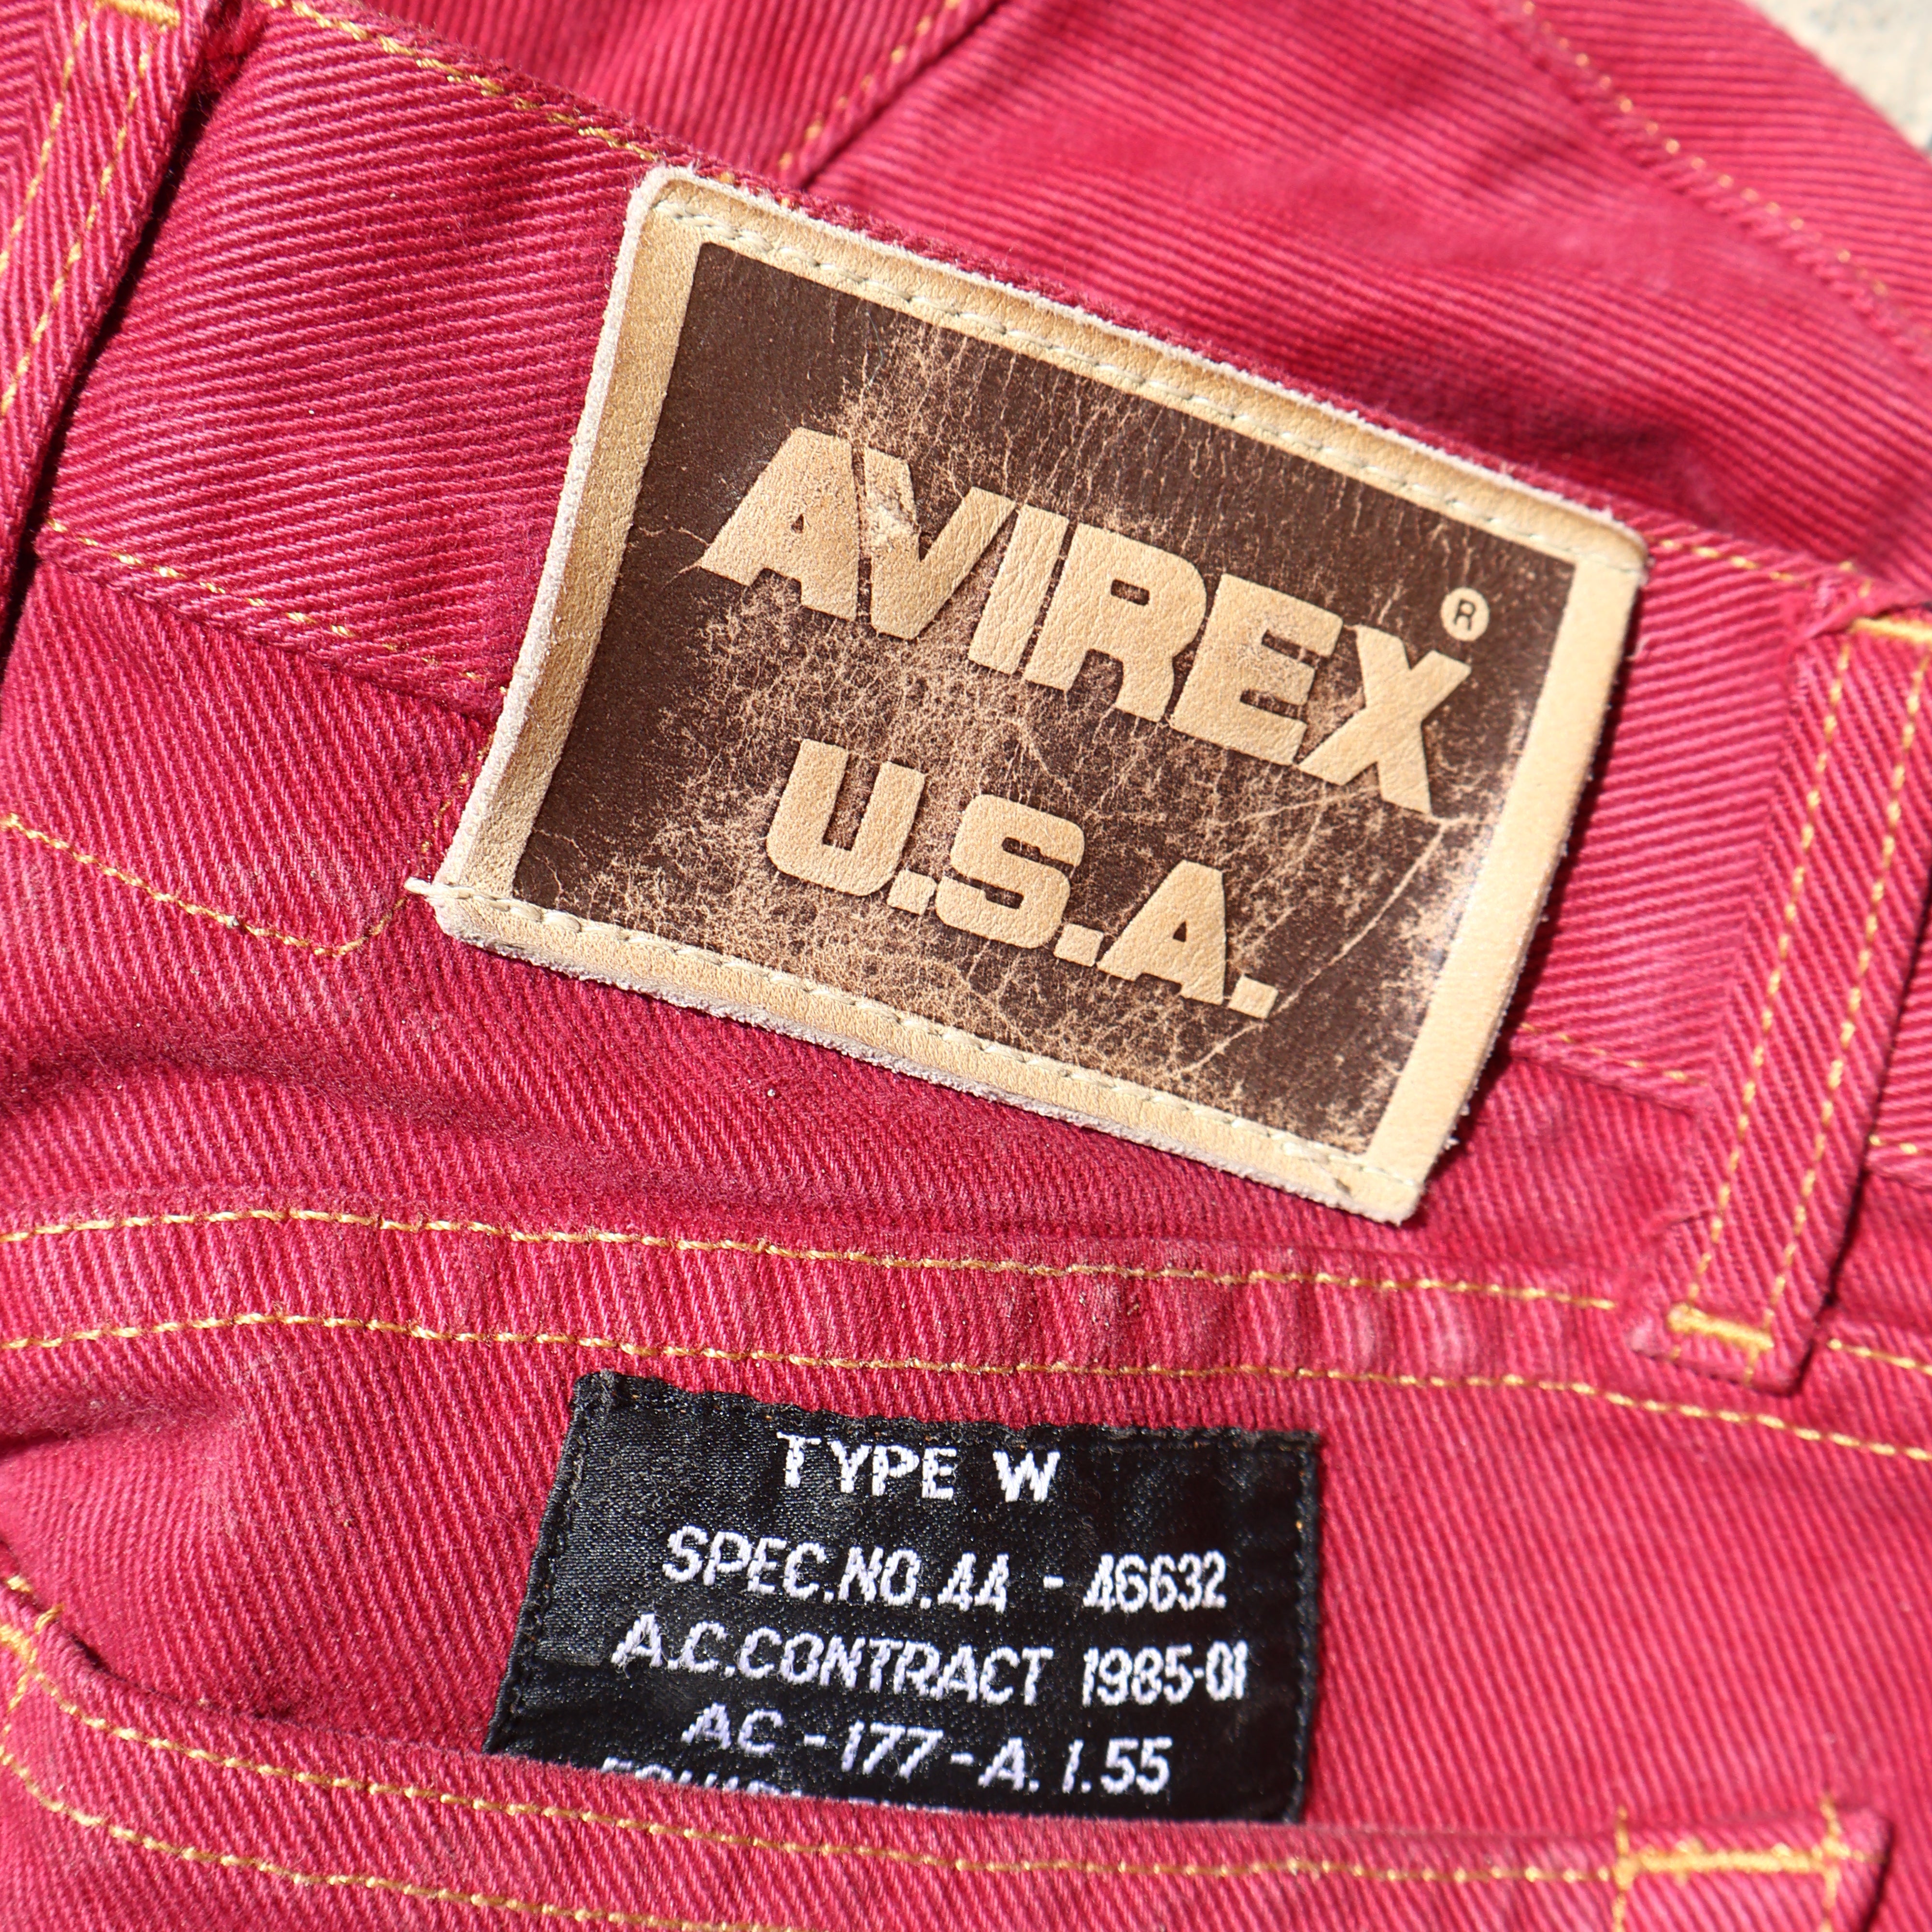 AVIREX®
U.S.A.
TYPE W
SPEC.NO.44 - 46632
A.C.CONTRACT 1985-01
AC - 177 - A. 1. 55